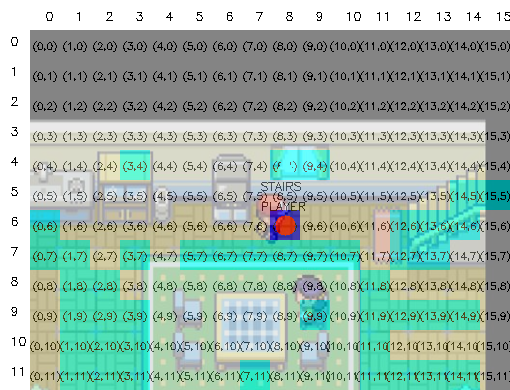 0 1 2 3 4 5 6 7 8 9 10 11 12 13 14 15
0 (0,0) (1,0) (2,0) (3,0) (4,0) (5,0) (6,0) (7,0) (8,0) (9,0) (10,0) (11,0) (12,0) (13,0) (14,0) (15,0)
1 (0,1) (1,1) (2,1) (3,1) (4,1) (5,1) (6,1) (7,1) (8,1) (9,1) (10,1) (11,1) (12,1) (13,1) (14,1) (15,1)
2 (0,2) (1,2) (2,2) (3,2) (4,2) (5,2) (6,2) (7,2) (8,2) (9,2) (10,2) (11,2) (12,2) (13,2) (14,2) (15,2)
3 (0,3) (1,3) (2,3) (3,3) (4,3) (5,3) (6,3) (7,3) (8,3) (9,3) (10,3) (11,3) (12,3) (13,3) (14,3) (15,3)
4 (0,4) (1,4) (2,4) (3,4) (4,4) (5,4) (6,4) (7,4) (9,4) (10,4) (11,4) (12,4) (13,4) (14,4) (15,4)
STAIRS
5 (0,5) (1,5) (2,5) (3,5) (4,5) (5,5) (6,5) (7,5) (8,5) (9,5) (10,5) (11,5) (12,5) (13,5) (14,5) (15,5)
PLAYER
6 (0,6) (1,6) (2,6) (3,6) (4,6) (5,6) (6,6) (7,6) (8,6) (9,6) (10,6) (11,6) (12,6) (13,6) (14,6) (15,6)
7 (0,7) (1,7) (2,7) (3,7) (4,7) (5,7) (6,7) (7,7) (8,7) (9,7) (10,7) (11,7) (12,7) (13,7) (14,7) (15,7)
8 (0,8) (1,8) (2,8) (3,8) (4,8) (5,8) (6,8) (7,8) (8,8) (9,8) (10,8) (11,8) (12,8) (13,8) (14,8) (15,8)
9 (0,9) (1,9) (2,9) (3,9) (4,9) (5,9) (6,9) (7,9) (8,9) (9,9) (10,9) (11,9) (12,9) (13,9) (14,9) (15,9)
10 (0,10) (1,10) (2,10) (3,10) (4,10) (5,10) (6,10) (7,10) (8,10) (9,10) (10,10) (11,10) (12,10) (13,10) (14,10) (15,10)
11 (0,11) (1,11) (2,11) (3,11) (4,11) (5,11) (6,11) (7,11) (8,11) (9,11) (10,11) (11,11) (12,11) (13,11) (14,11) (15,11)